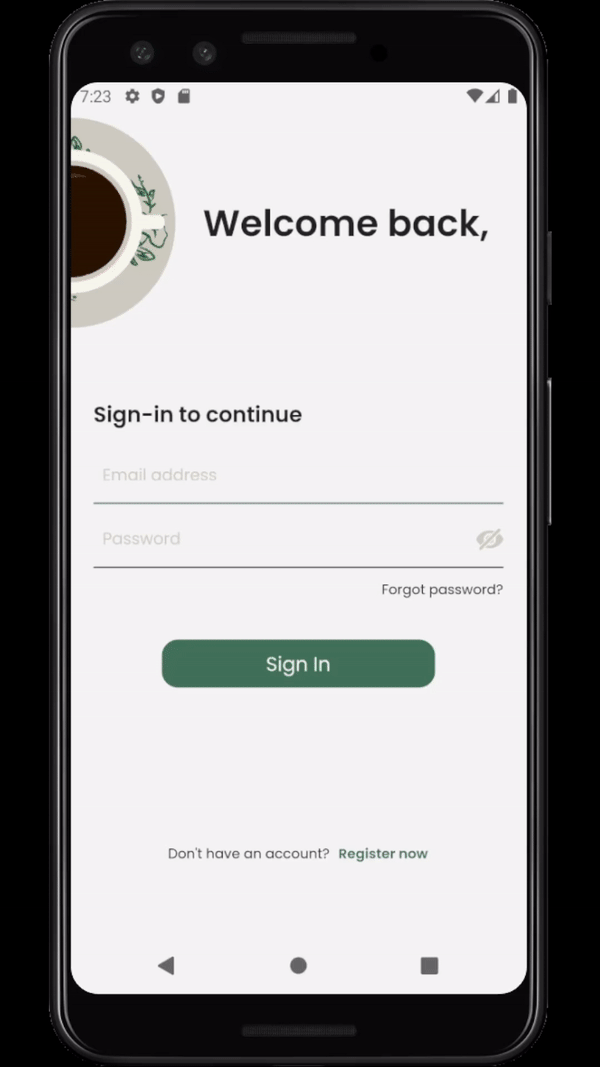 7:23
Welcome back,
Sign-in to continue
Email address
Password
Forgot password?
Sign In
Don't have an account? Register now